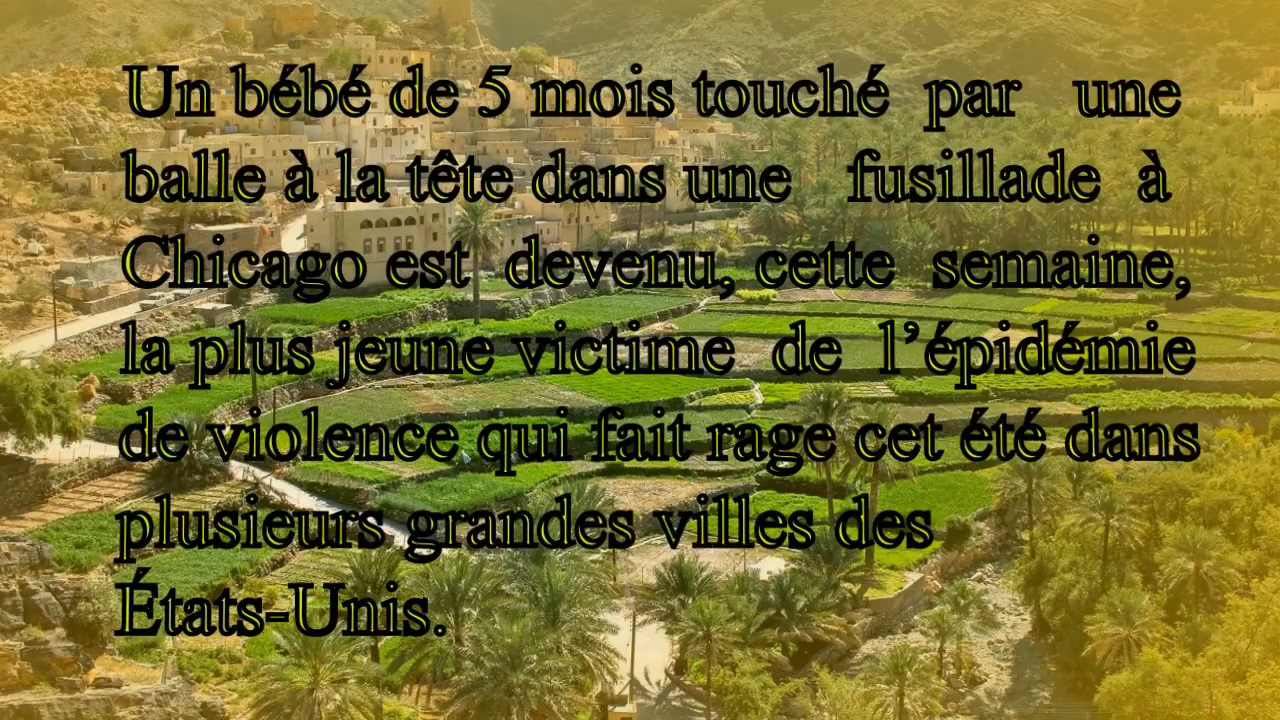 Un bébé de 5 mois touché par une
balle à la tête dans une fusillade à
Chicago est devenu, cette semaine,
la plus jeune victime de l’épidémie
de violence qui fait rage cet été dans
plusieurs grandes villes des
États-Unis.